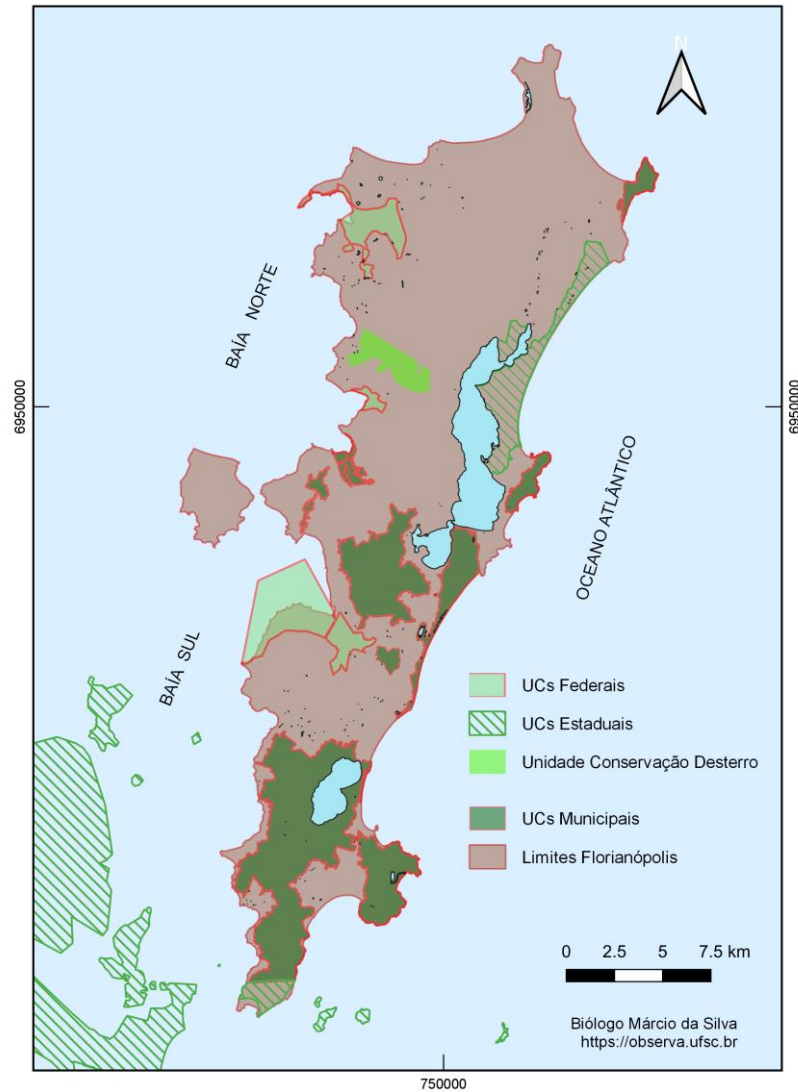 N
BAÍA NORTE
6950000
6950000
OCEANO ATLÂNTICO
BAÍA SUL
UCs Federais
UCs Estaduais
Unidade Conservação Desterro
UCs Municipais
Limites Florianópolis
0 2.5 5 7.5 km
Biólogo Márcio da Silva
https://observa.ufsc.br
750000